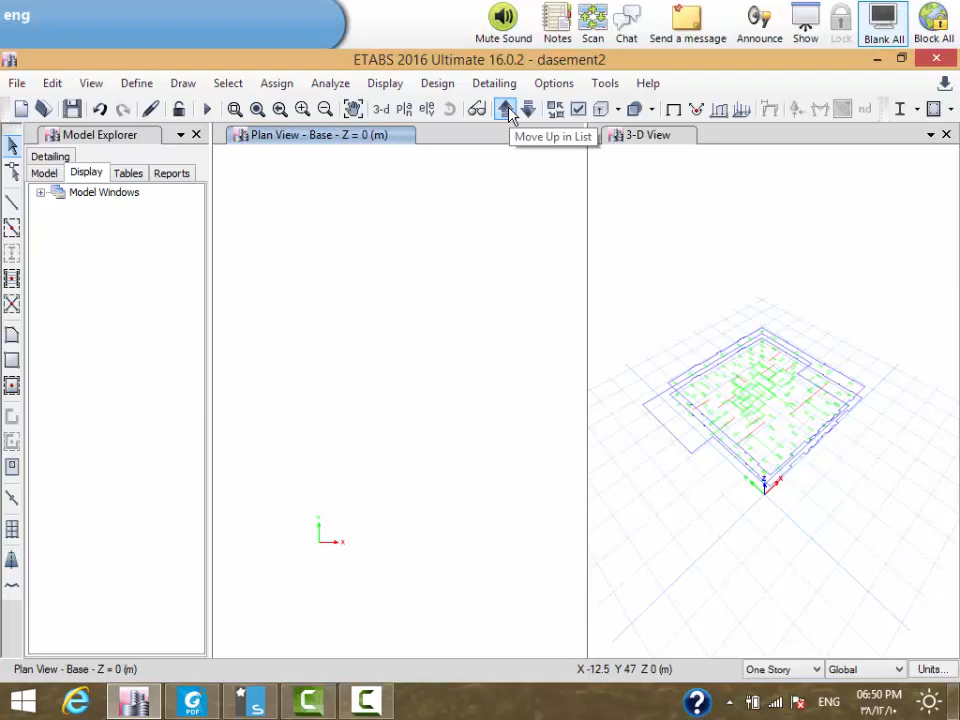 eng
Mute Sound
Notes
Scan
Chat
Send a message
Announce
Show
Blank All
Lock
Block All
ETABS 2016 Ultimate 16.0.2 - dasement2
File Edit View Define Draw Select Assign Analyze Display Design Detailing Options Tools Help
3-d
nd
Model Explorer
Plan View - Base - Z = 0 (m)
Move Up in List
3-D View
Detailing
Model Display Tables Reports
Model Windows
Y
X
Z
X
Plan View - Base - Z = 0 (m)
X -12.5 Y 47 Z 0 (m)
One Story
Global
Units...
PDF
S
C
C
?
ENG
06:50 PM